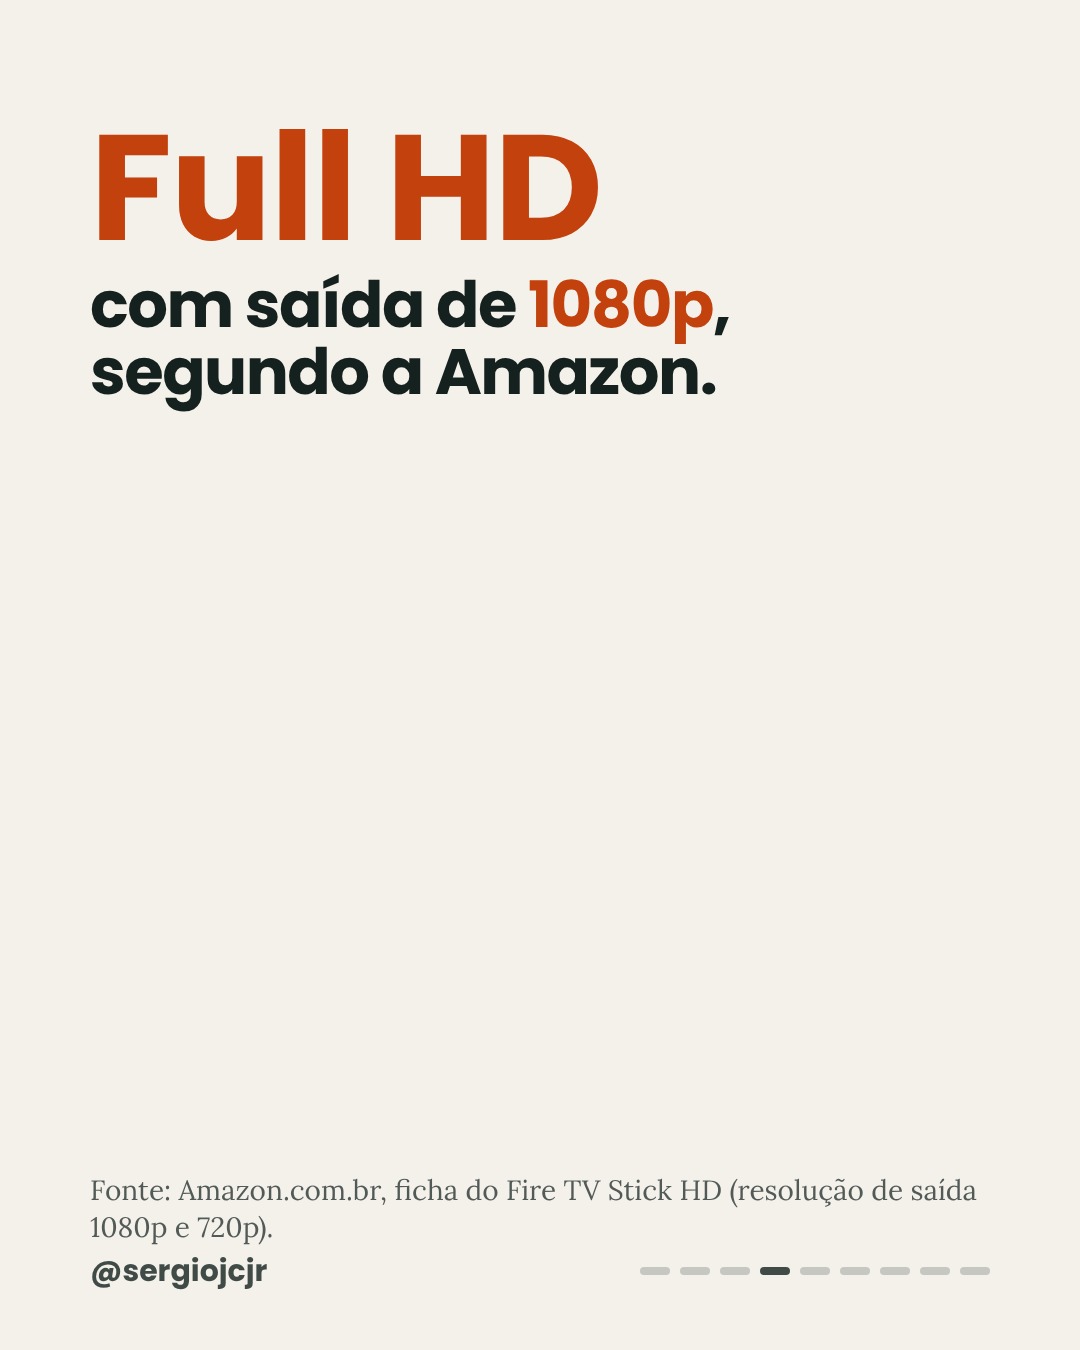 Full HD
com saída de 1080p,
segundo a Amazon.
Fonte: Amazon.com.br, ficha do Fire TV Stick HD (resolução de saída
1080p e 720p).
@sergiojcjr